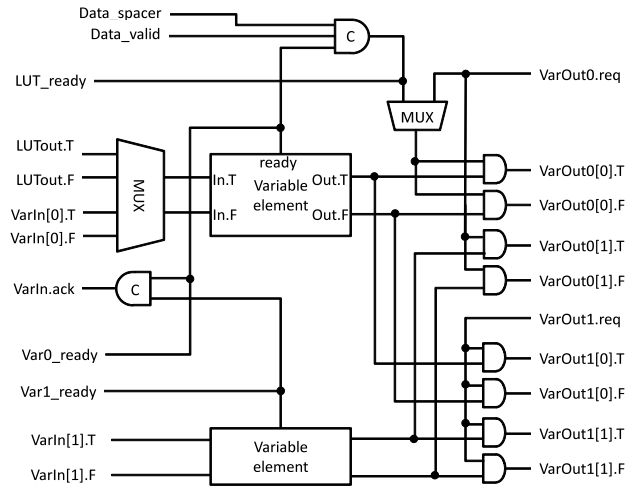 Data_spacer
Data_valid
C
LUT_ready
VarOut0.req
MUX
LUTout.T
LUTout.F
VarIn[0].T
VarIn[0].F
MUX
ready
In.T
Variable
element
Out.T
In.F
Out.F
VarOut0[0].T
VarOut0[0].F
VarOut0[1].T
VarOut0[1].F
VarIn.ack
C
VarOut1.req
Var0_ready
VarOut1[0].T
Var1_ready
VarOut1[0].F
VarIn[1].T
VarIn[1].F
Variable
element
VarOut1[1].T
VarOut1[1].F